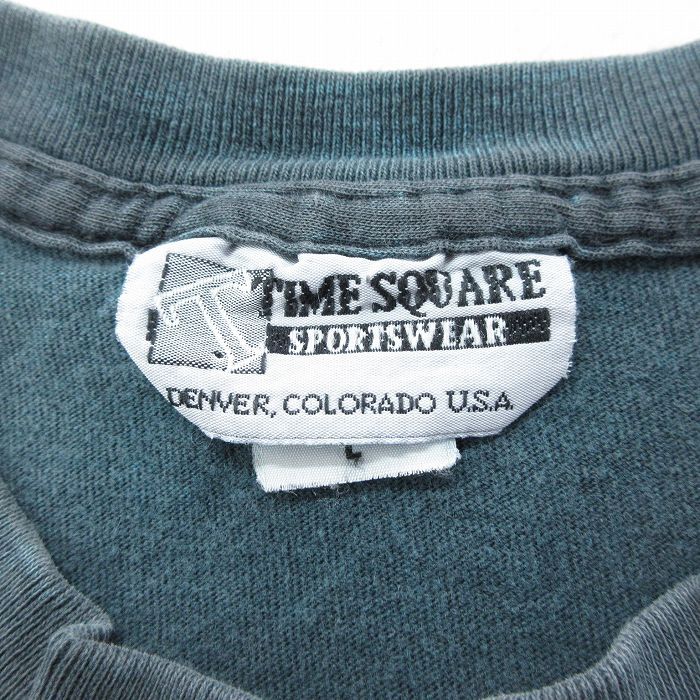 T
TIME SQUARE
SPORTSWEAR
DENVER, COLORADO U.S.A
L